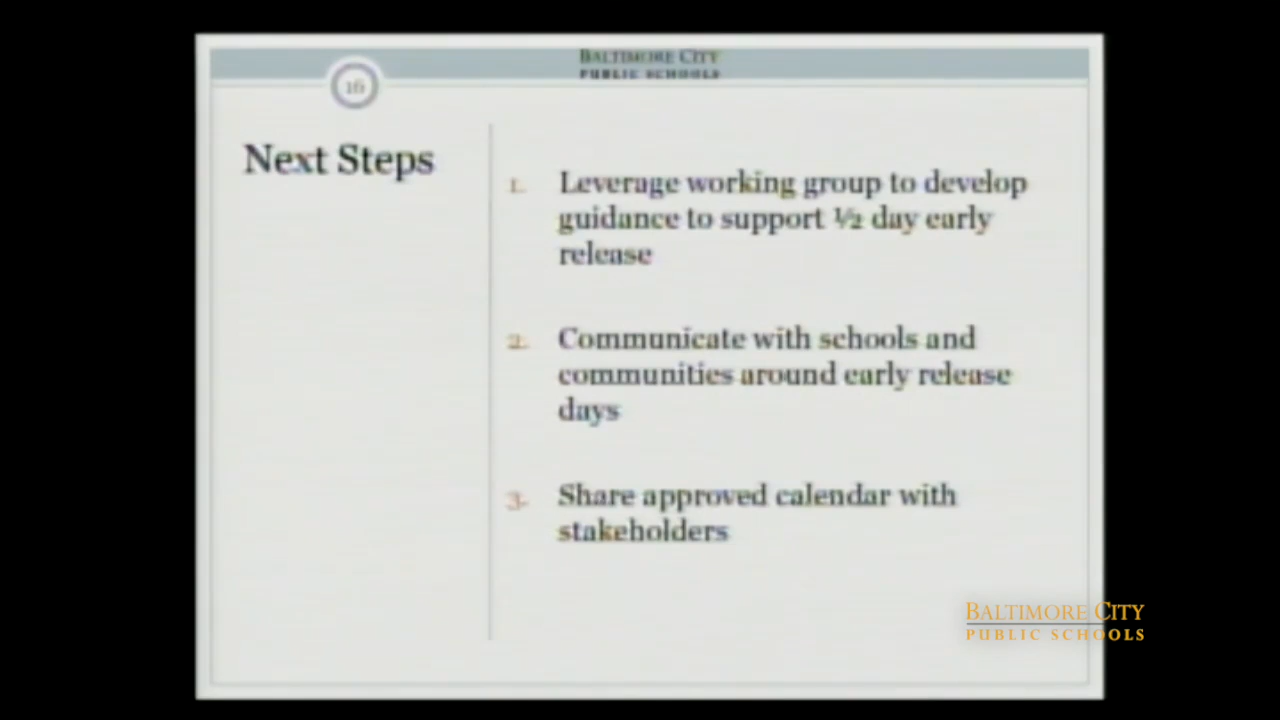 BALTIMORE CITY
PUBLIC SCHOOLS
16
Next Steps
1. Leverage working group to develop
guidance to support ½ day early
release
2. Communicate with schools and
communities around early release
days
3. Share approved calendar with
stakeholders
BALTIMORE CITY
PUBLIC SCHOOLS